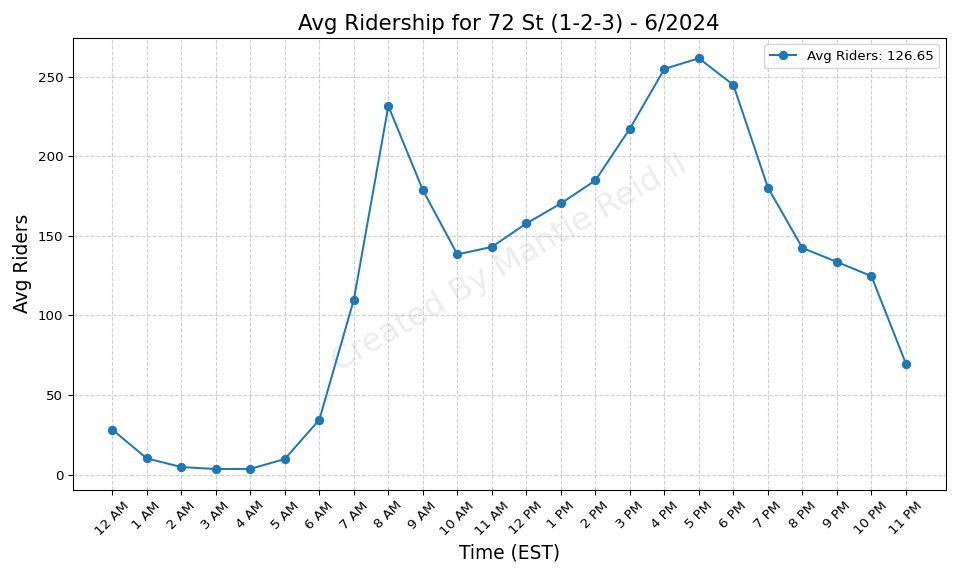 Avg Ridership for 72 St (1-2-3) - 6/2024
Avg Riders: 126.65
Avg Riders
250
200
150
100
50
0
Created By Mantie Reid II
12 AM
1 AM
2 AM
3 AM
4 AM
5 AM
6 AM
7 AM
8 AM
9 AM
10 AM
11 AM
12 PM
1 PM
2 PM
3 PM
4 PM
5 PM
6 PM
7 PM
8 PM
9 PM
10 PM
11 PM
Time (EST)